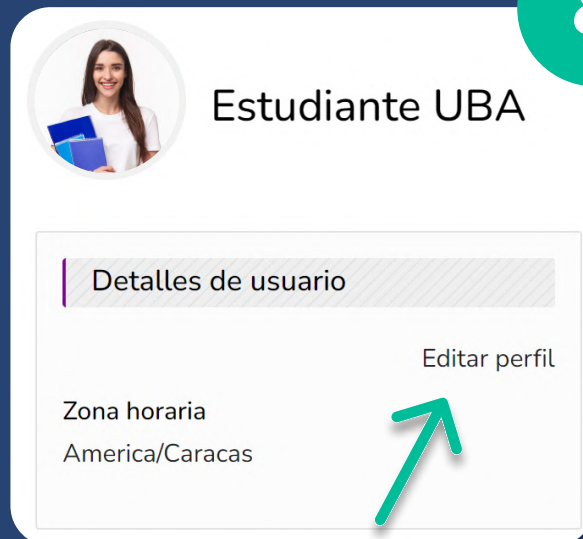 Estudiante UBA
Detalles de usuario
Editar perfil
Zona horaria
America/Caracas